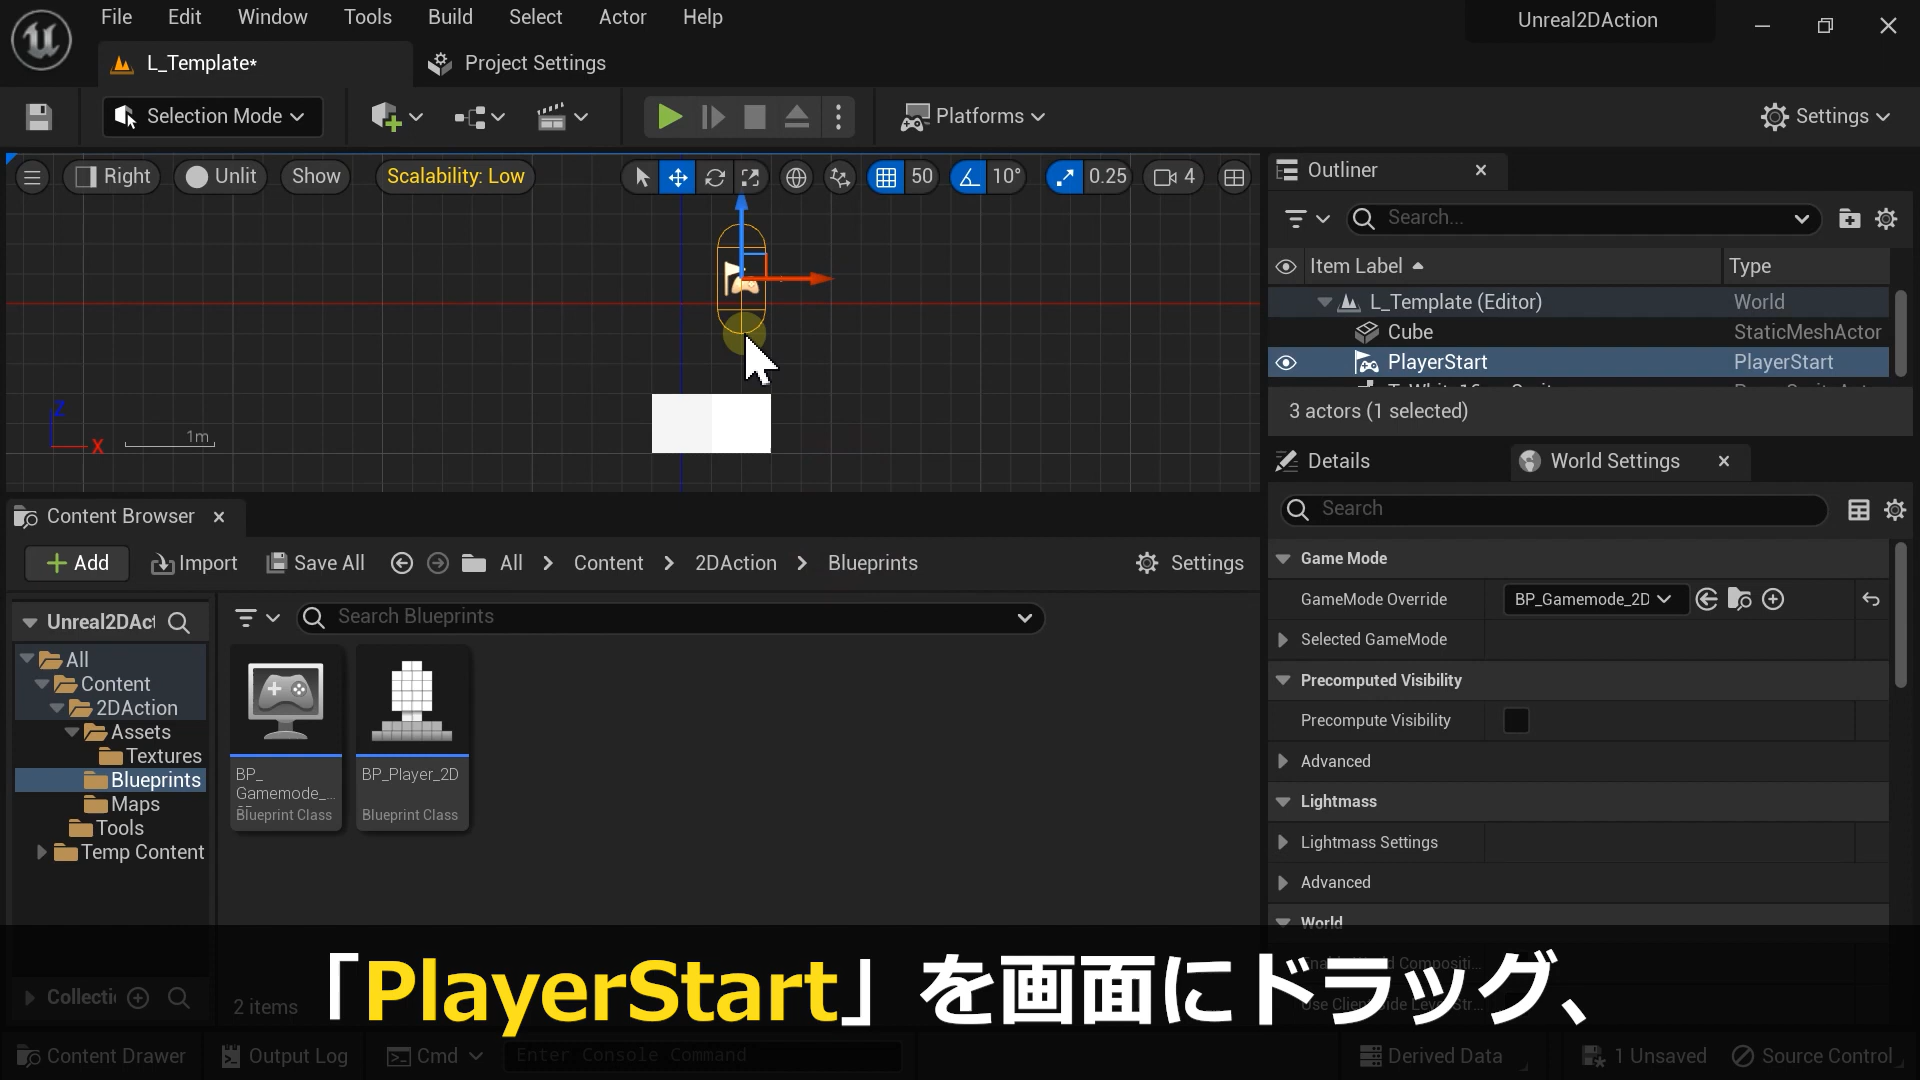 File Edit Window Tools Build Select Actor Help
Unreal2DAction
L_Template*
Project Settings
Selection Mode
Platforms
Settings
Right
Unlit
Show
Scalability: Low
50
10°
0.25
4
Z
X
1m
Outliner
Search...
Item Label
Type
L_Template (Editor)
World
Cube
StaticMeshActor
PlayerStart
PlayerStart
3 actors (1 selected)
Details
World Settings
Search
Game Mode
GameMode Override
BP_Gamemode_2D
Selected GameMode
Precomputed Visibility
Precompute Visibility
Advanced
Lightmass
Lightmass Settings
Advanced
World
Content Browser
Add
Import
Save All
All
Content
2DAction
Blueprints
Settings
Unreal2DAct
Search Blueprints
All
Content
2DAction
Assets
Textures
Blueprints
Maps
Tools
Temp Content
BP_
Gamemode_...
Blueprint Class
BP_Player_2D
Blueprint Class
Collecti
2 items
「PlayerStart」を画面にドラッグ、
Content Drawer
Output Log
Cmd
Enter Console Command
Derived Data
1 Unsaved
Source Control